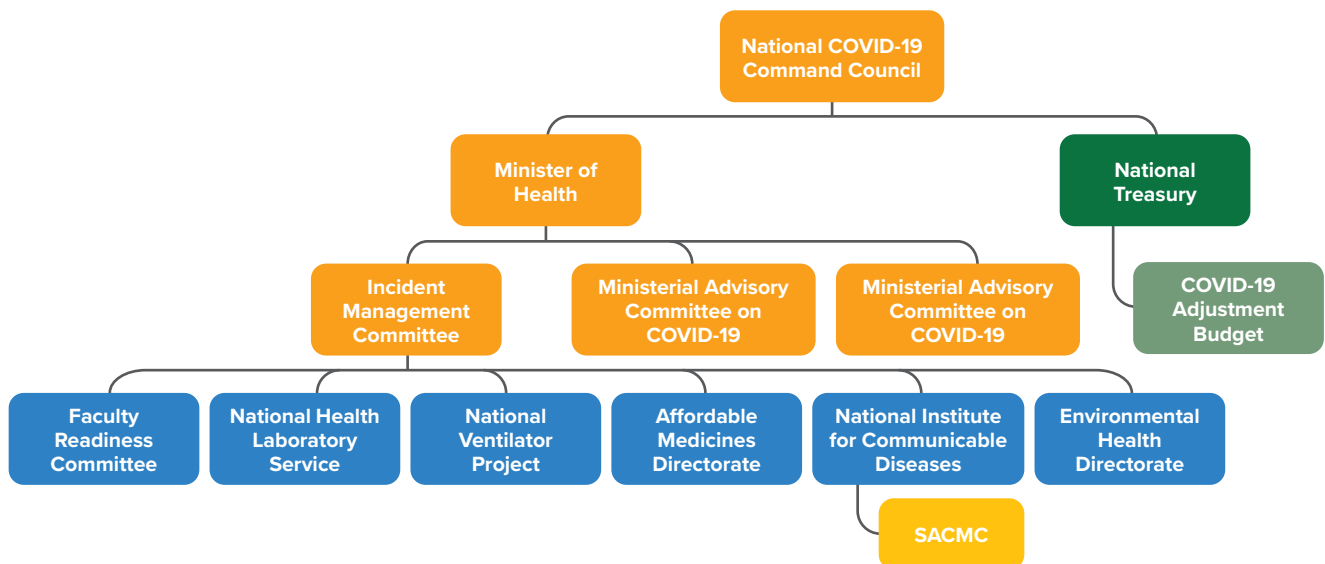 National COVID-19
Command Council
Minister of
Health
National
Treasury
Incident
Management
Committee
Ministerial Advisory
Committee on
COVID-19
Ministerial Advisory
Committee on
COVID-19
COVID-19
Adjustment
Budget
Faculty
Readiness
Committee
National Health
Laboratory
Service
National
Ventilator
Project
Affordable
Medicines
Directorate
National Institute
for Communicable
Diseases
Environmental
Health
Directorate
SACMC